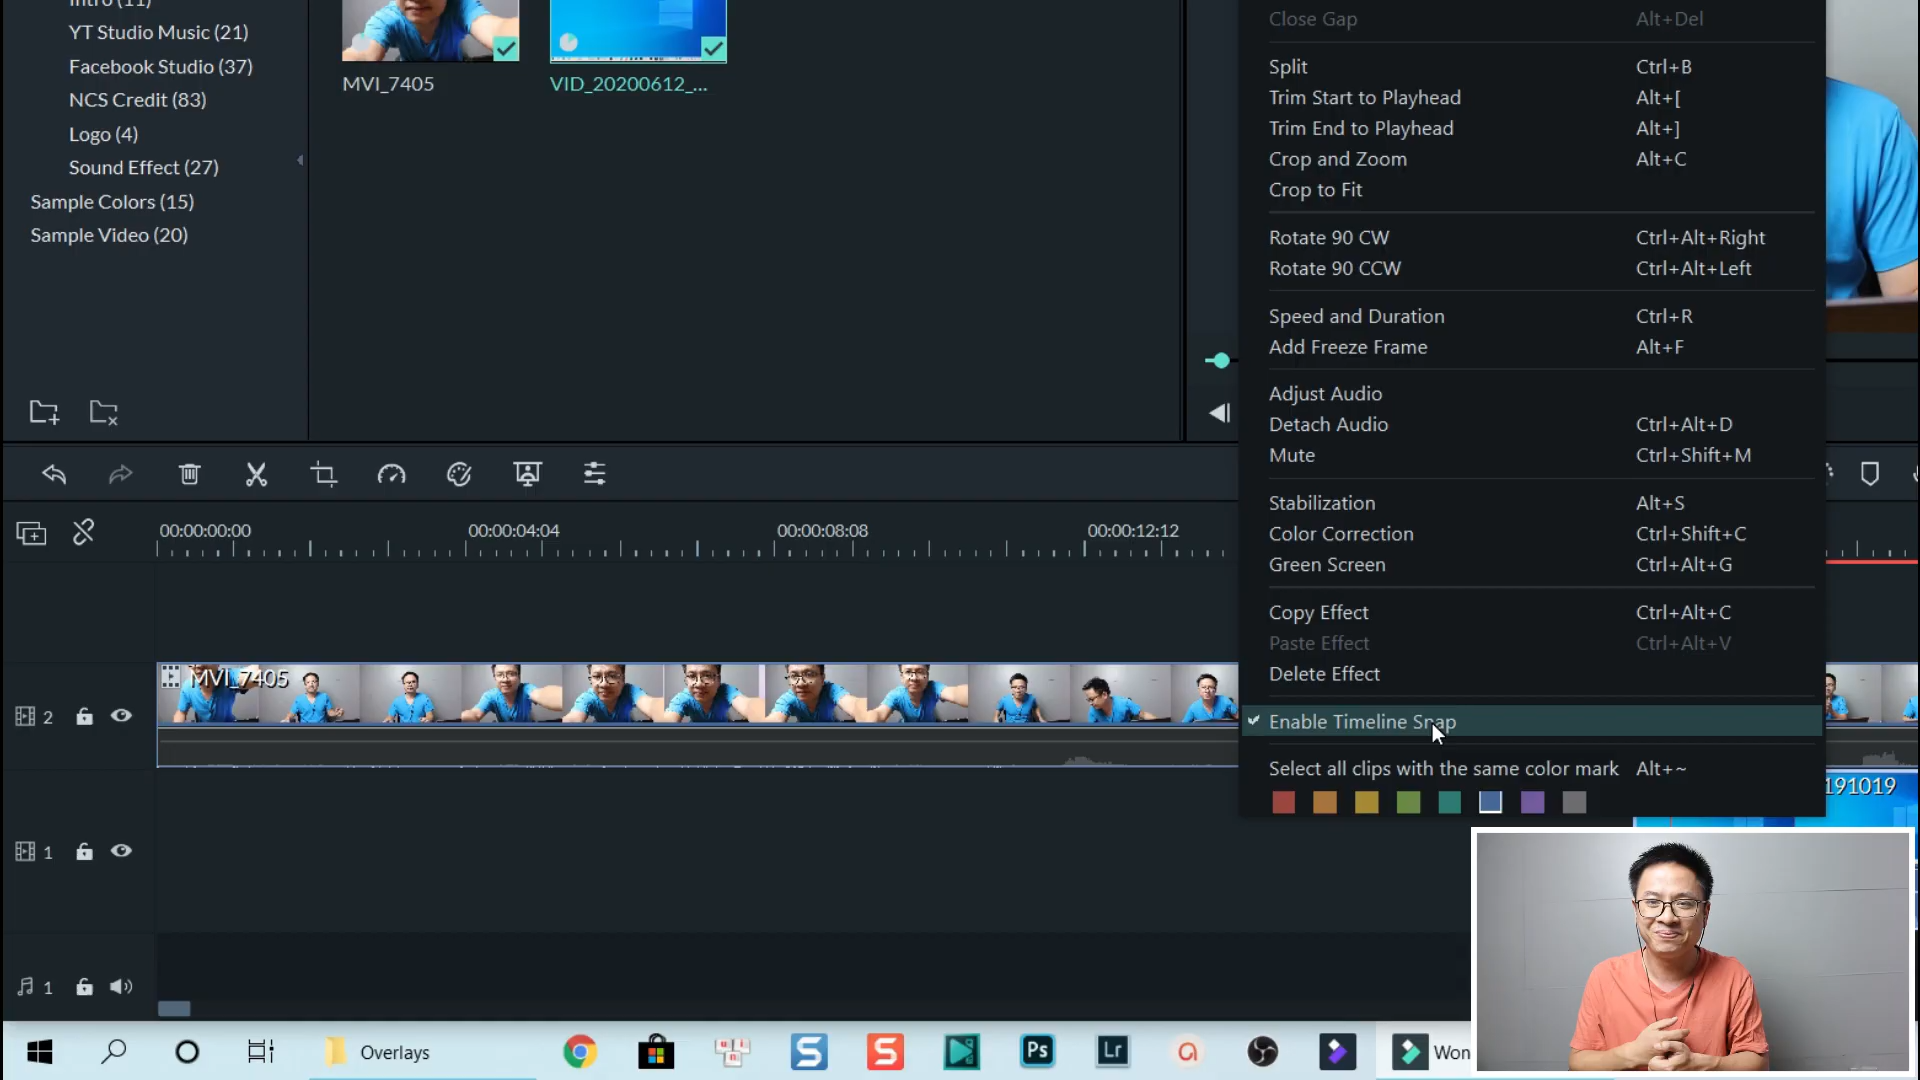 Intro (11)
YT Studio Music (21)
Facebook Studio (37)
NCS Credit (83)
Logo (4)
Sound Effect (27)
Sample Colors (15)
Sample Video (20)
MVI_7405
VID_20200612_...
Close Gap Alt+Del
Split Ctrl+B
Trim Start to Playhead Alt+[
Trim End to Playhead Alt+]
Crop and Zoom Alt+C
Crop to Fit
Rotate 90 CW Ctrl+Alt+Right
Rotate 90 CCW Ctrl+Alt+Left
Speed and Duration Ctrl+R
Add Freeze Frame Alt+F
Adjust Audio
Detach Audio Ctrl+Alt+D
Mute Ctrl+Shift+M
Stabilization Alt+S
Color Correction Ctrl+Shift+C
Green Screen Ctrl+Alt+G
Copy Effect Ctrl+Alt+C
Paste Effect Ctrl+Alt+V
Delete Effect
Enable Timeline Snap
Select all clips with the same color mark Alt+~
00:00:00:00 00:00:04:04 00:00:08:08 00:00:12:12
MVI_7405
2
191019
1
1
Overlays
S
S
Ps
Lr
Won